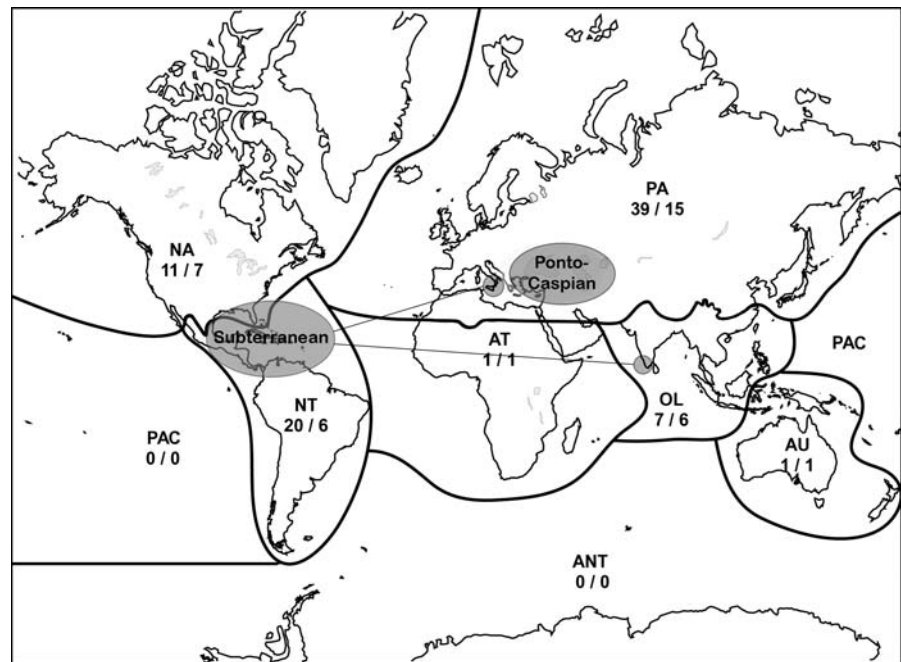 PA
39 / 15
NA
11 / 7
Ponto-
Caspian
Subterranean
AT
1 / 1
PAC
OL
7 / 6
NT
20 / 6
PAC
0 / 0
AU
1 / 1
ANT
0 / 0